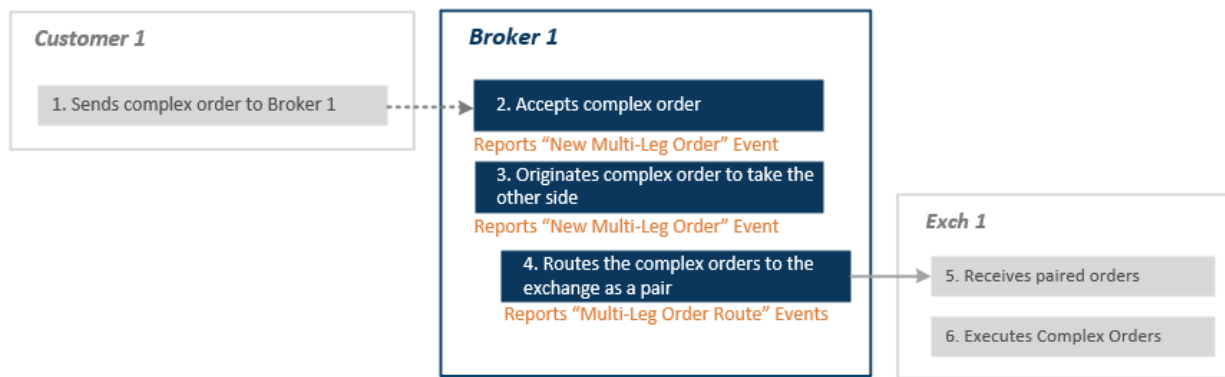 Customer 1
1. Sends complex order to Broker 1
Broker 1
2. Accepts complex order
Reports “New Multi-Leg Order” Event
3. Originates complex order to take the
other side
Reports “New Multi-Leg Order” Event
4. Routes the complex orders to the
exchange as a pair
Reports “Multi-Leg Order Route” Events
Exch 1
5. Receives paired orders
6. Executes Complex Orders